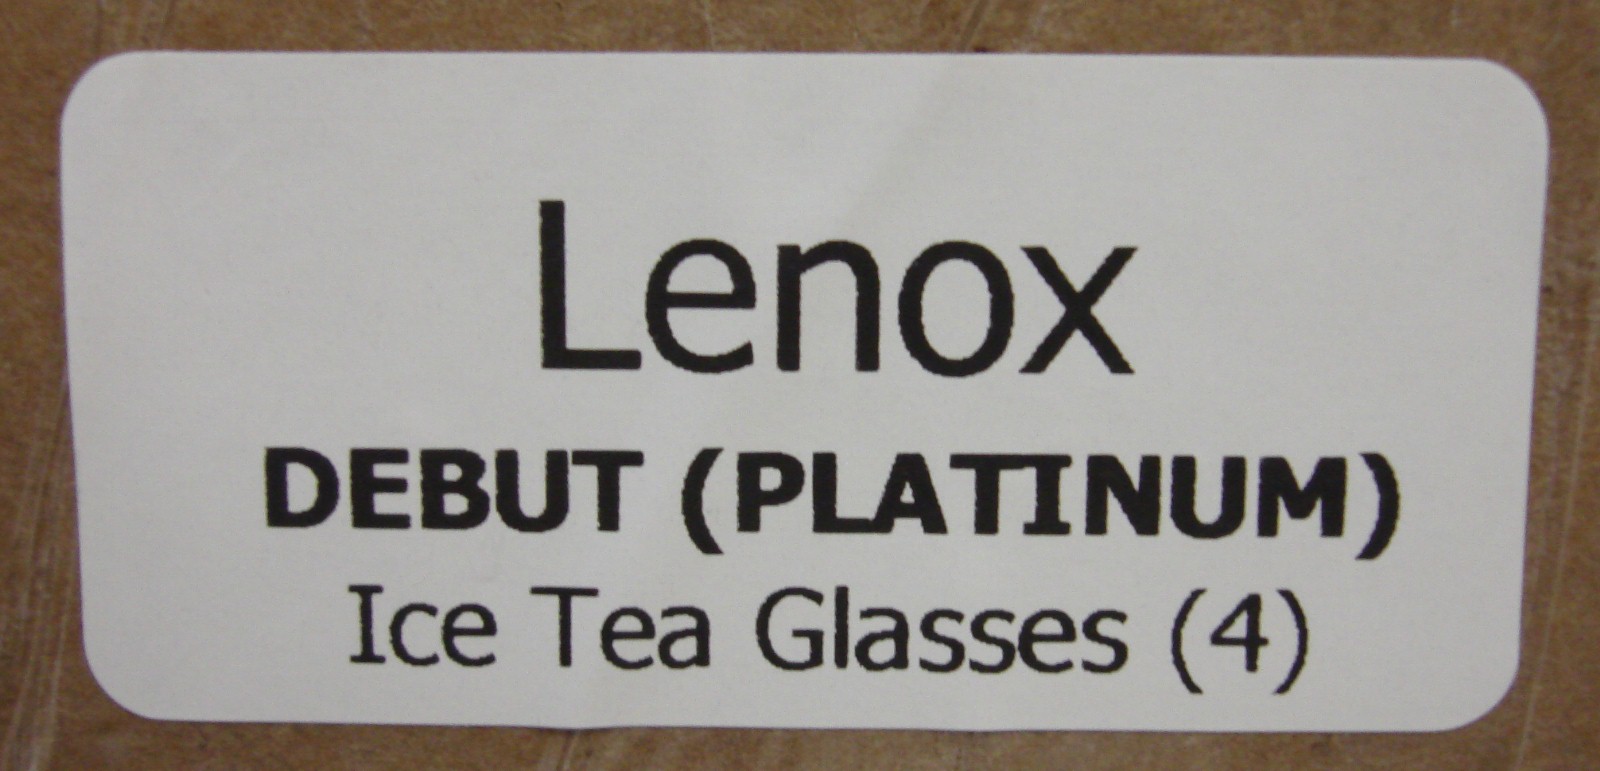 Lenox
DEBUT (PLATINUM)
Ice Tea Glasses (4)